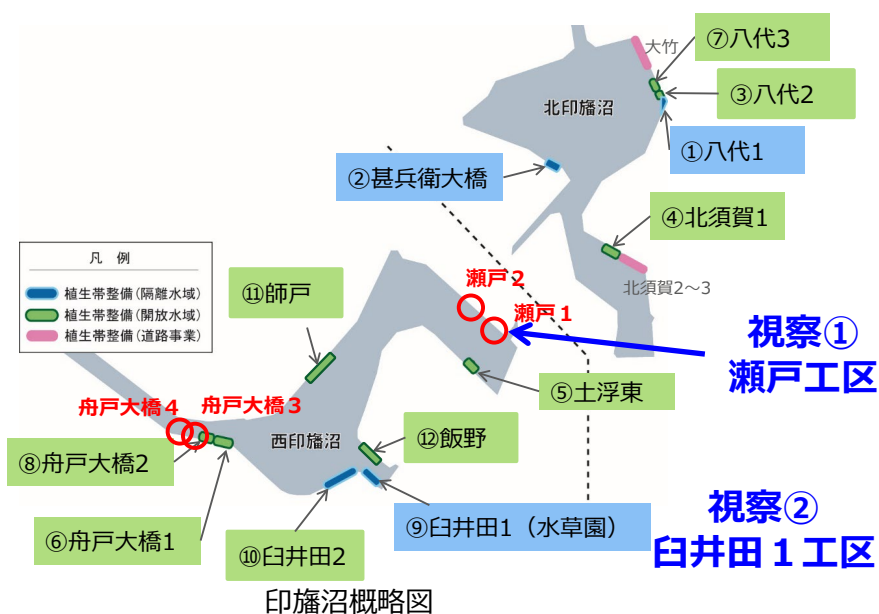 大竹
⑦八代3
③八代2
北印旛沼
①八代1
②甚兵衛大橋
④北須賀1
凡 例
植生帯整備(隔離水域)
植生帯整備(開放水域)
植生帯整備(道路事業)
⑪師戸
瀬戸2
瀬戸1
北須賀2～3
視察①
瀬戸工区
⑤土浮東
舟戸大橋4
舟戸大橋3
西印旛沼
⑫飯野
⑧舟戸大橋2
⑥舟戸大橋1
⑩臼井田2
⑨臼井田1（水草園）
視察②
臼井田１工区
印旛沼概略図